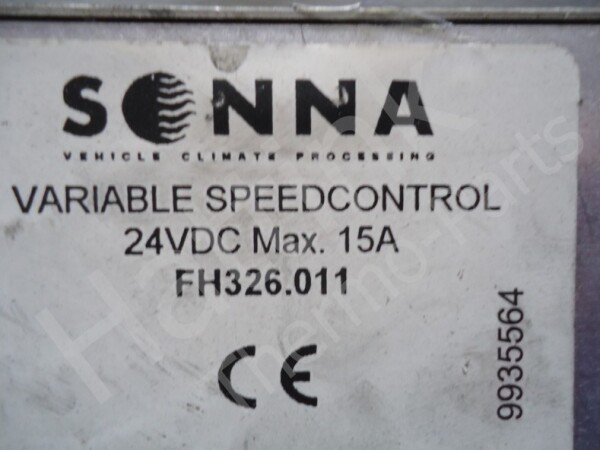 SONNA
VEHICLE CLIMATE PROCESSING
VARIABLE SPEEDCONTROL
24VDC Max. 15A
FH326.011
CE
9935564